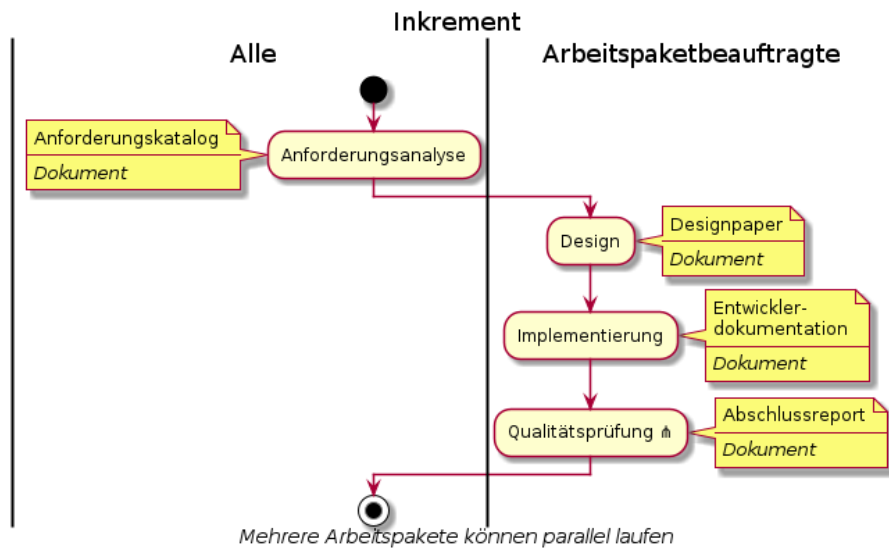 Inkrement
Alle
Arbeitspaketbeauftragte
Anforderungskatalog
Dokument
Anforderungsanalyse
Design
Designpaper
Dokument
Implementierung
Entwickler-
dokumentation
Dokument
Qualitätsprüfung ⋔
Abschlussreport
Dokument
Mehrere Arbeitspakete können parallel laufen